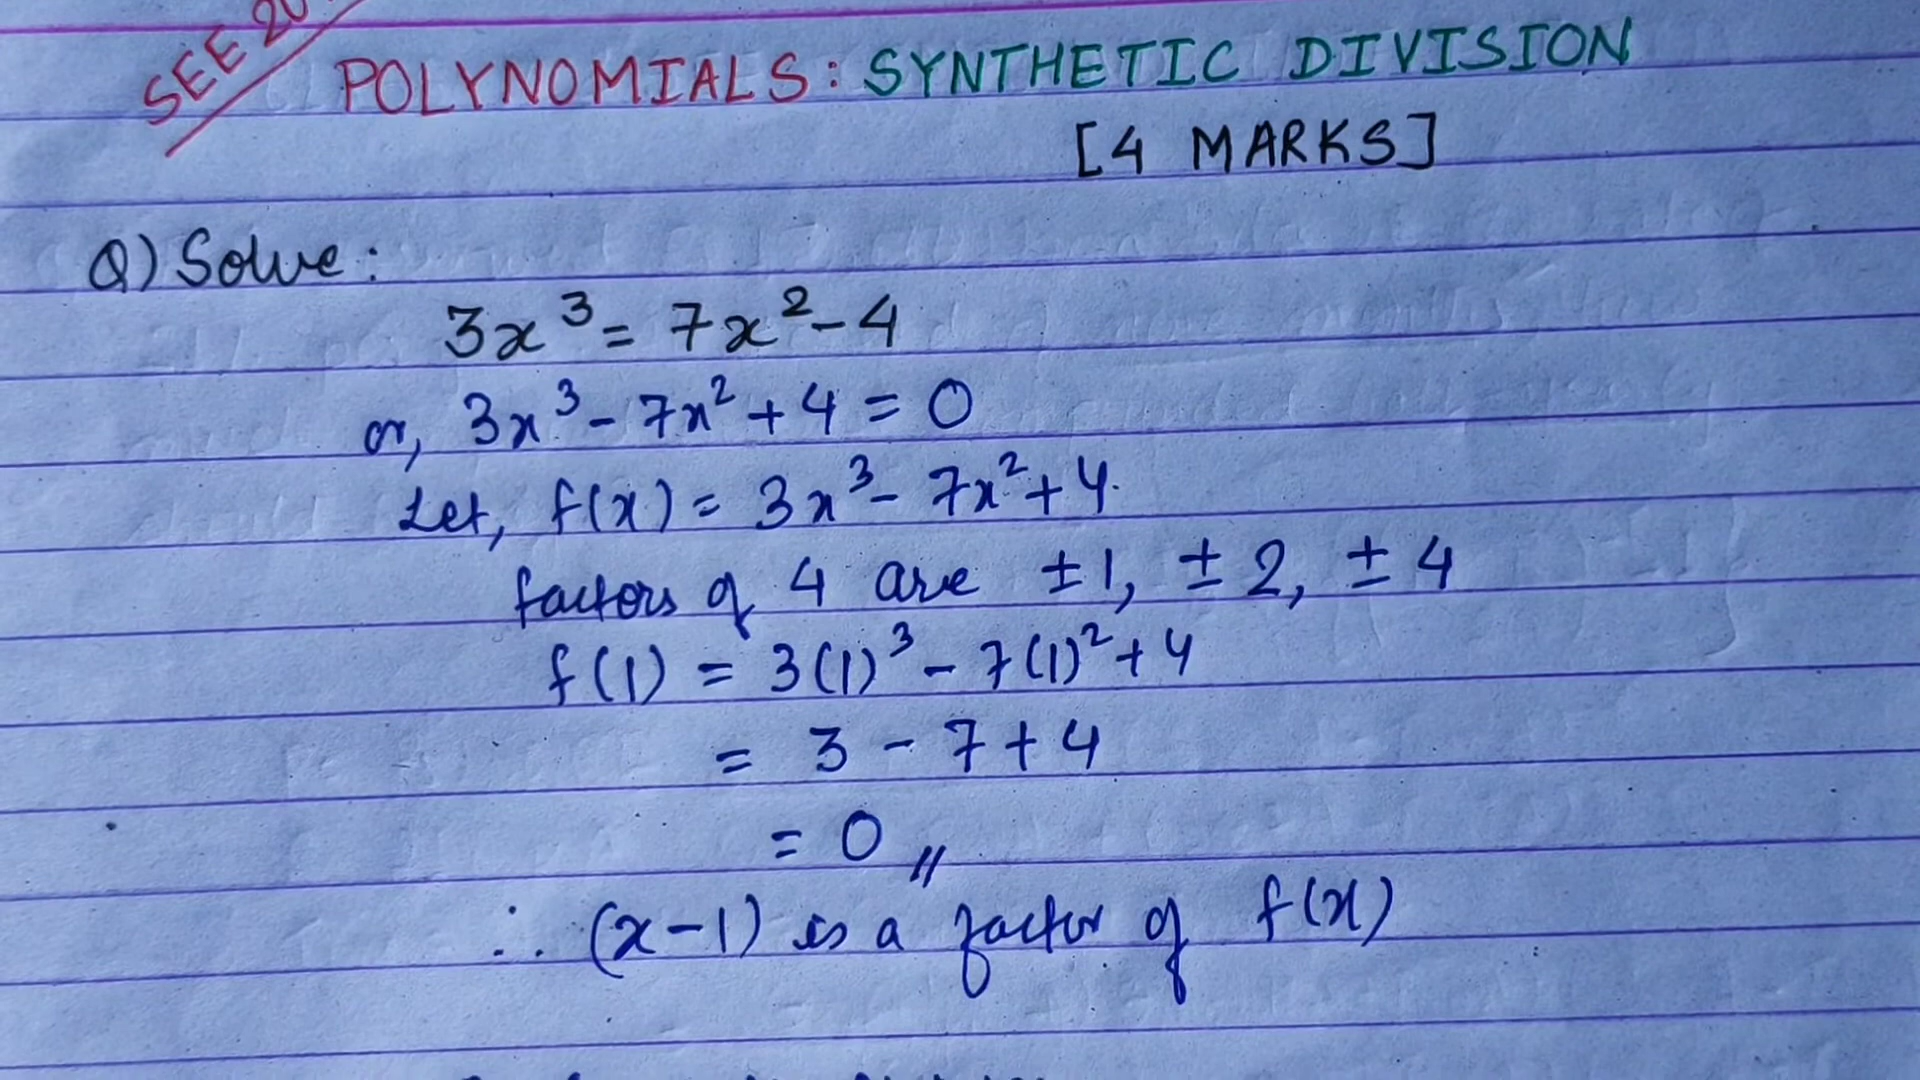 SEE
POLYNOMIALS: SYNTHETIC DIVISION
[4 MARKS]
Q) Solve:
3x³ = 7x² - 4
or, 3x³ - 7x² + 4 = 0
Let, f(x) = 3x³ - 7x² + 4.
factors of 4 are ±1, ±2, ±4
f(1) = 3(1)³ - 7(1)² + 4
= 3 - 7 + 4
= 0 //
∴ (x-1) is a factor of f(x)